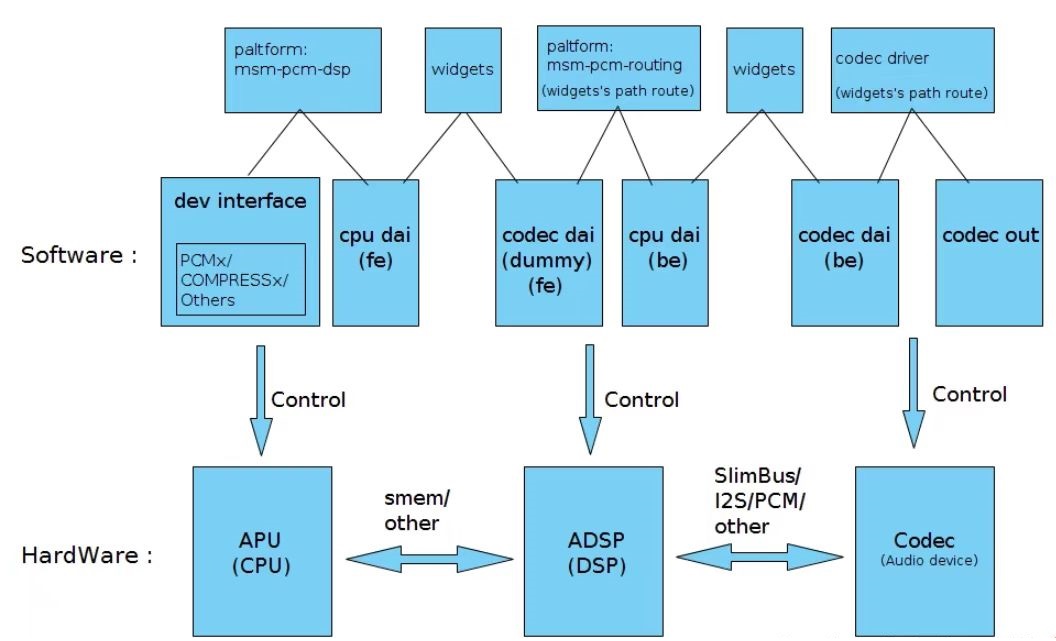 paltform:
msm-pcm-dsp
widgets
paltform:
msm-pcm-routing
(widgets's path route)
widgets
codec driver
(widgets's path route)
Software :
dev interface
PCMx/
COMPRESSx/
Others
cpu dai
(fe)
codec dai
(dummy)
(fe)
cpu dai
(be)
codec dai
(be)
codec out
Control
Control
Control
HardWare :
APU
(CPU)
smem/
other
ADSP
(DSP)
SlimBus/
I2S/PCM/
other
Codec
(Audio device)